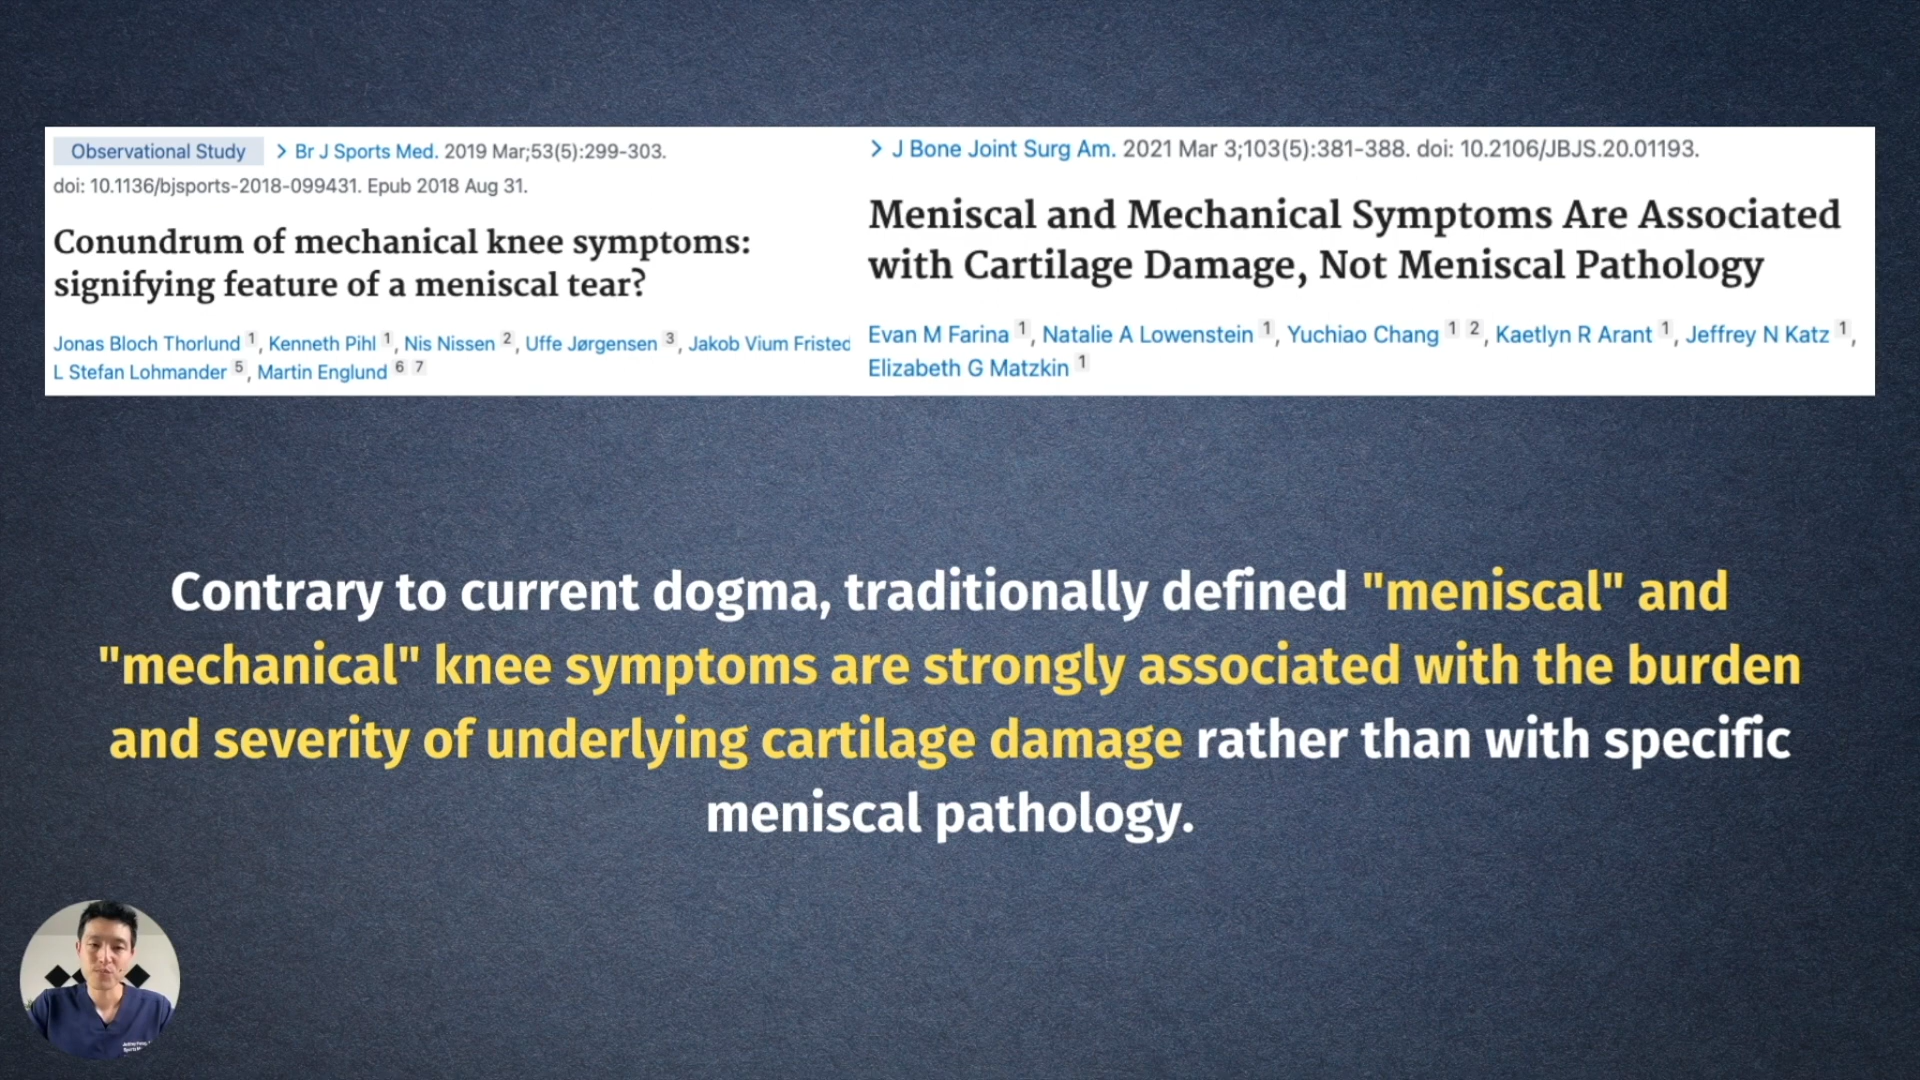 Observational Study > Br J Sports Med. 2019 Mar;53(5):299-303.
doi: 10.1136/bjsports-2018-099431. Epub 2018 Aug 31.
Conundrum of mechanical knee symptoms:
signifying feature of a meniscal tear?
Jonas Bloch Thorlund 1, Kenneth Pihl 1, Nis Nissen 2, Uffe Jørgensen 3, Jakob Vium Fristed
L Stefan Lohmander 5, Martin Englund 6 7
> J Bone Joint Surg Am. 2021 Mar 3;103(5):381-388. doi: 10.2106/JBJS.20.01193.
Meniscal and Mechanical Symptoms Are Associated
with Cartilage Damage, Not Meniscal Pathology
Evan M Farina 1, Natalie A Lowenstein 1, Yuchiao Chang 1 2, Kaetlyn R Arant 1, Jeffrey N Katz 1,
Elizabeth G Matzkin 1
Contrary to current dogma, traditionally defined "meniscal" and
"mechanical" knee symptoms are strongly associated with the burden
and severity of underlying cartilage damage rather than with specific
meniscal pathology.